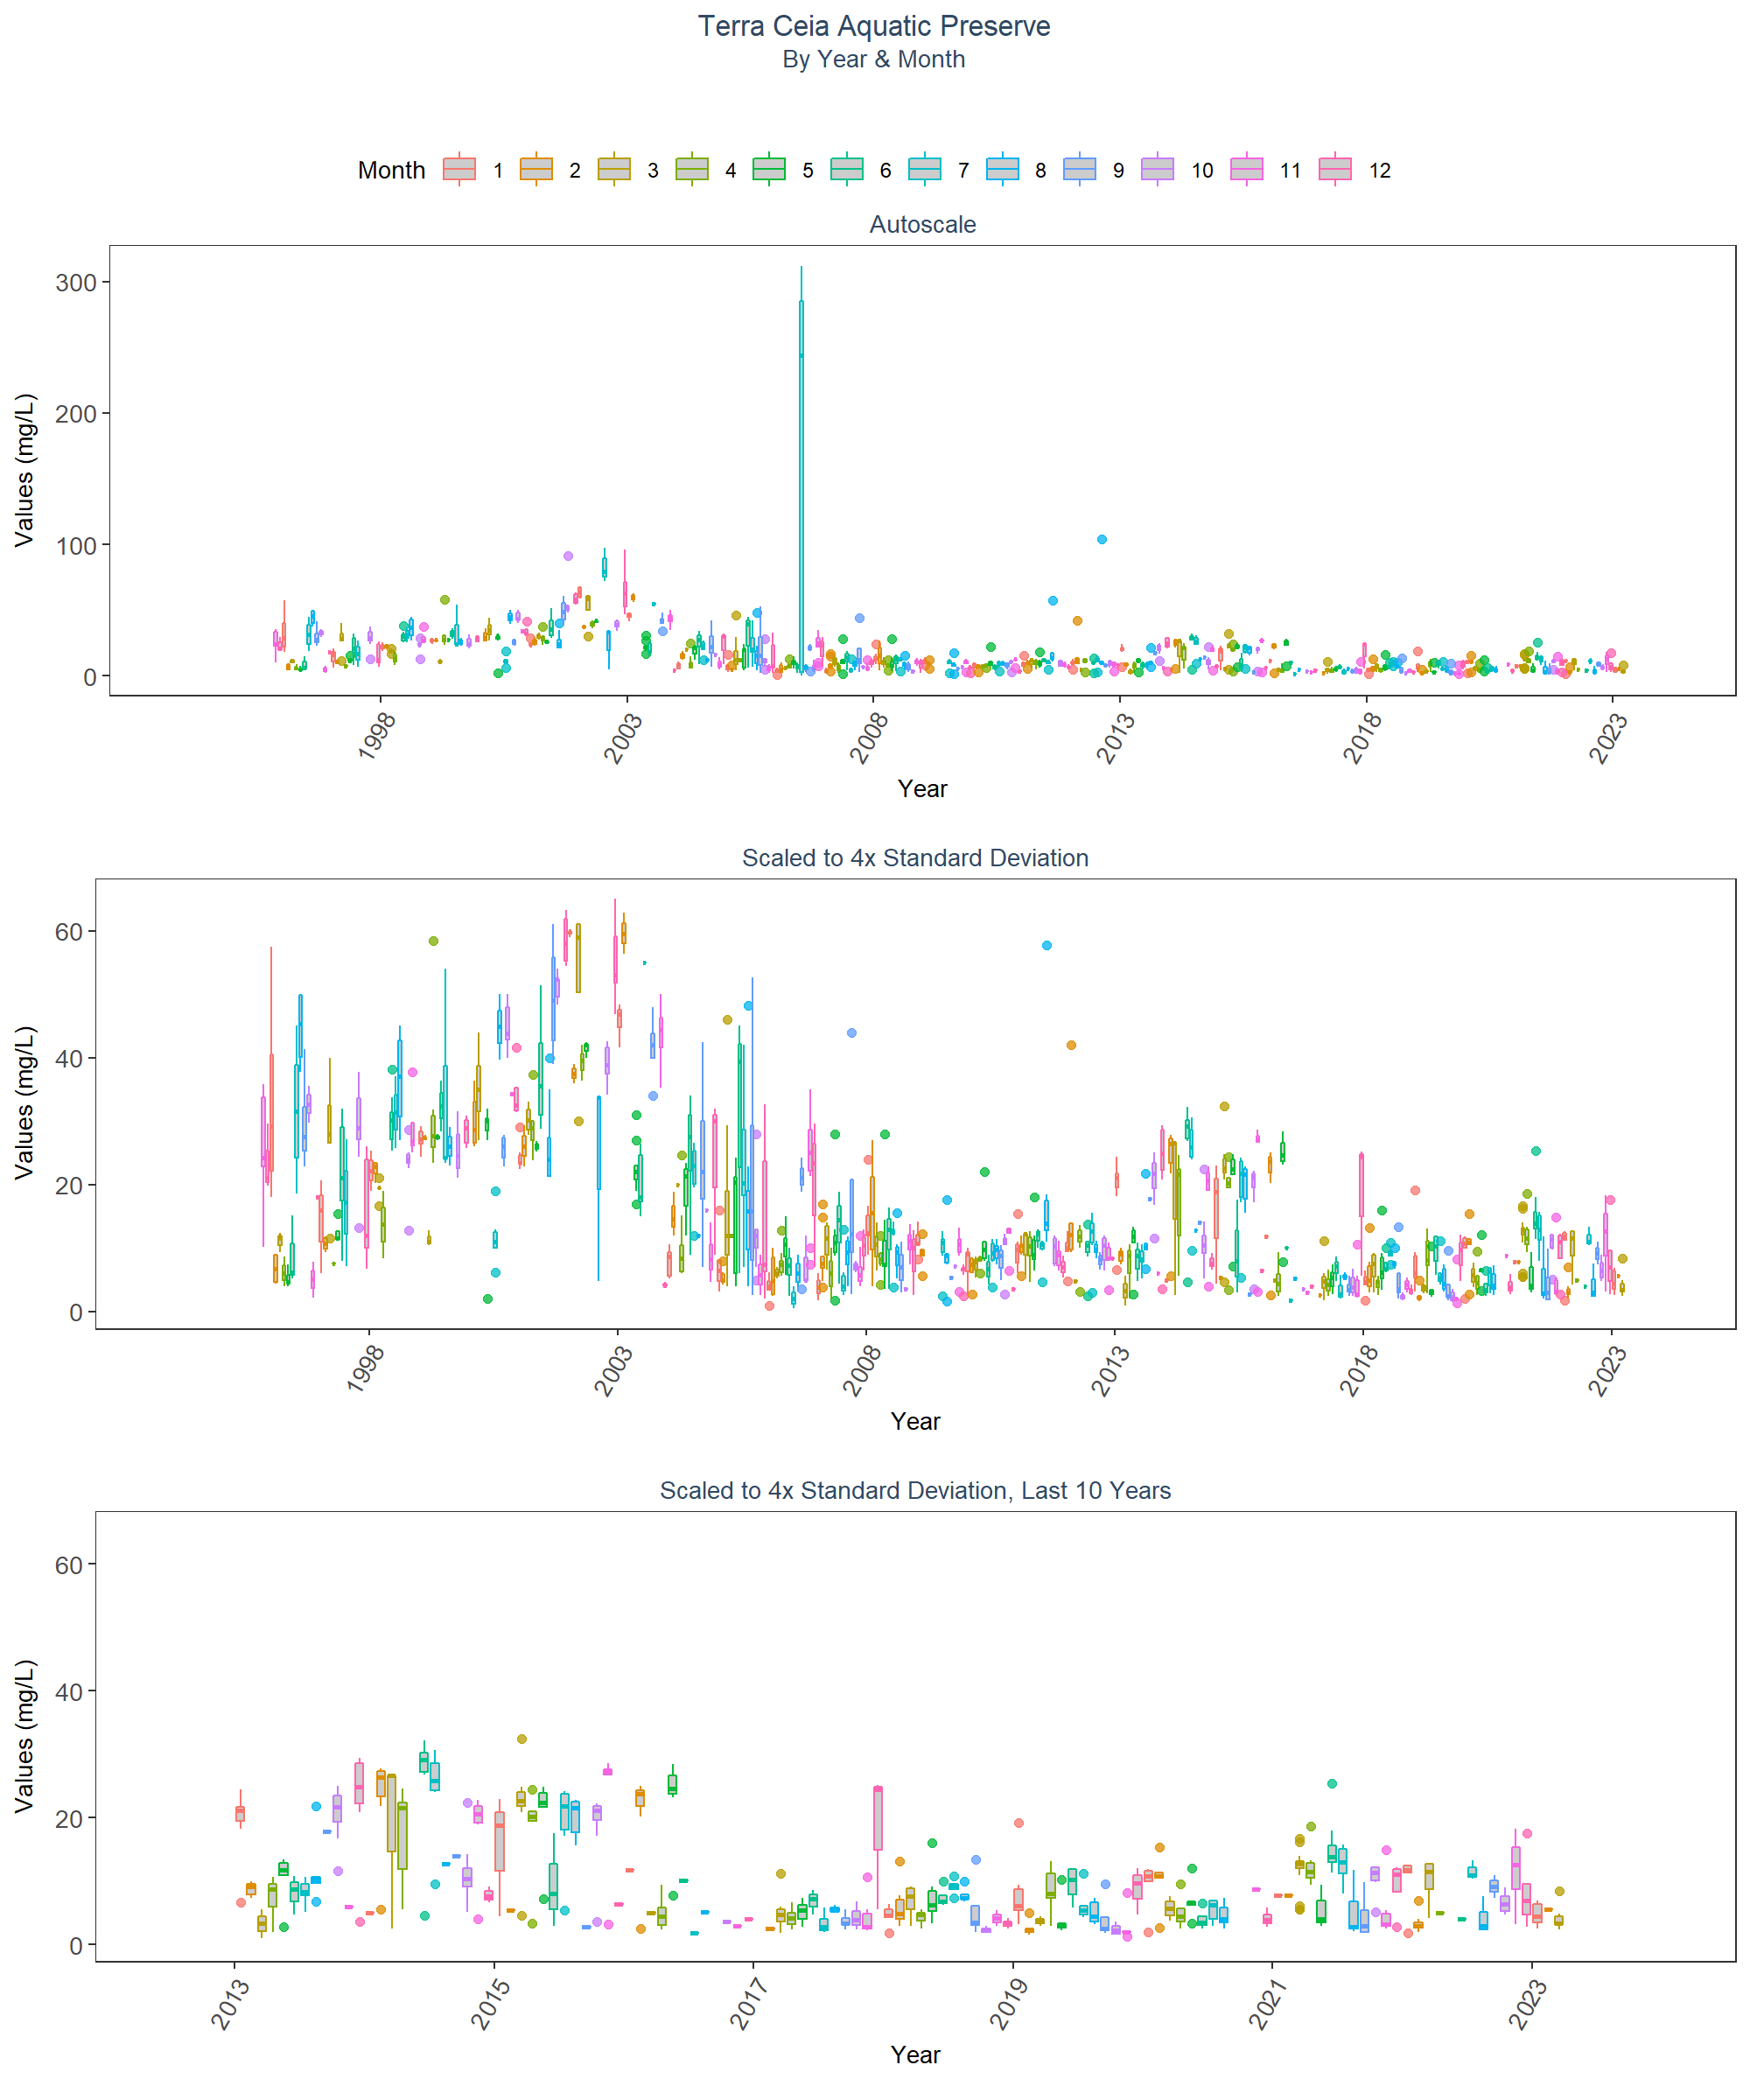 Terra Ceia Aquatic Preserve
By Year & Month
Month 1 2 3 4 5 6 7 8 9 10 11 12
Autoscale
Values (mg/L)
300
200
100
0
1998 2003 2008 2013 2018 2023
Year
Scaled to 4x Standard Deviation
Values (mg/L)
60
40
20
0
1998 2003 2008 2013 2018 2023
Year
Scaled to 4x Standard Deviation, Last 10 Years
Values (mg/L)
60
40
20
0
2013 2015 2017 2019 2021 2023
Year